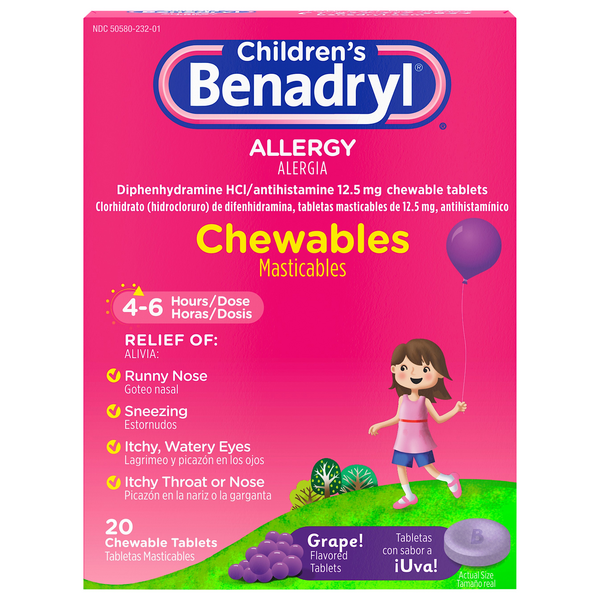 NDC 50580-232-01
Children's
Benadryl®
®
ALLERGY
ALERGIA
Diphenhydramine HCl/antihistamine 12.5 mg chewable tablets
Clorhidrato (hidrocloruro) de difenhidramina, tabletas masticables de 12.5 mg, antihistamínico
Chewables
Masticables
4-6 Hours/Dose
Horas/Dosis
RELIEF OF:
ALIVIA:
Runny Nose
Goteo nasal
Sneezing
Estornudos
Itchy, Watery Eyes
Lagrimeo y picazón en los ojos
Itchy Throat or Nose
Picazón en la nariz o la garganta
20
Chewable Tablets
Tabletas Masticables
Grape!
Flavored
Tablets
Tabletas
con sabor a
¡Uva!
B
Actual Size
Tamaño real